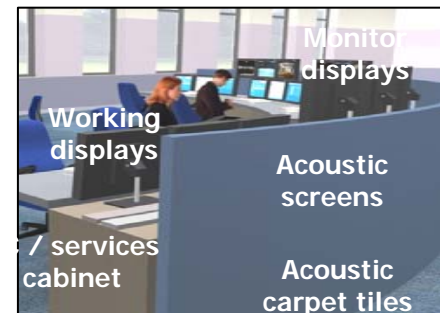 Monitor
displays
Working
displays
Acoustic
screens
/ services
cabinet
Acoustic
carpet tiles